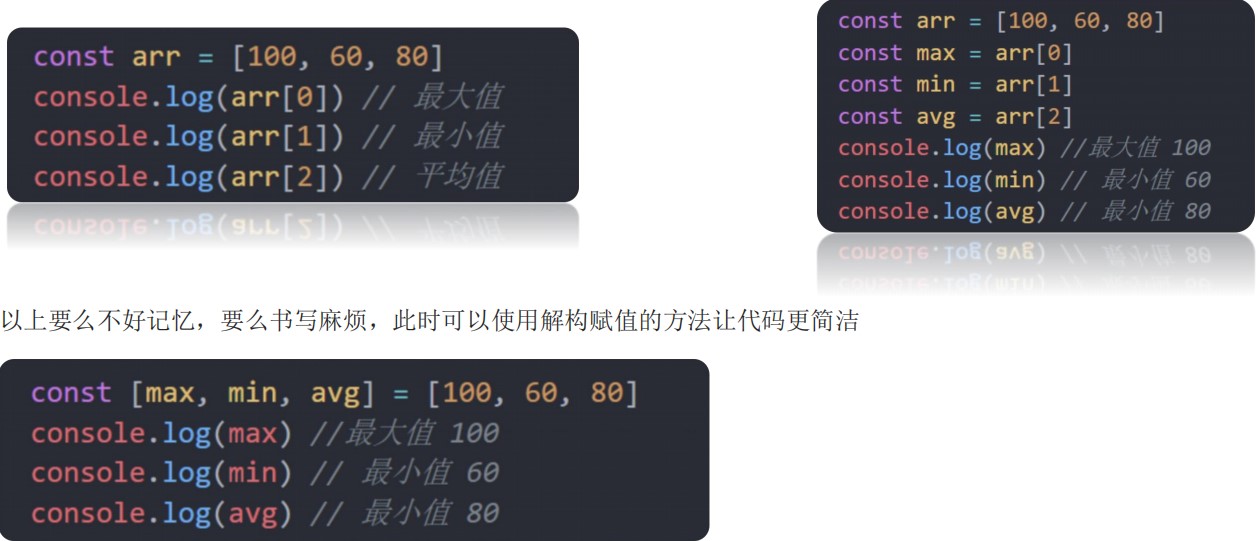 const arr = [100, 60, 80]
console.log(arr[0]) // 最大值
console.log(arr[1]) // 最小值
console.log(arr[2]) // 平均值
const arr = [100, 60, 80]
const max = arr[0]
const min = arr[1]
const avg = arr[2]
console.log(max) //最大值 100
console.log(min) // 最小值 60
console.log(avg) // 最小值 80
以上要么不好记忆，要么书写麻烦，此时可以使用解构赋值的方法让代码更简洁
const [max, min, avg] = [100, 60, 80]
console.log(max) //最大值 100
console.log(min) // 最小值 60
console.log(avg) // 最小值 80